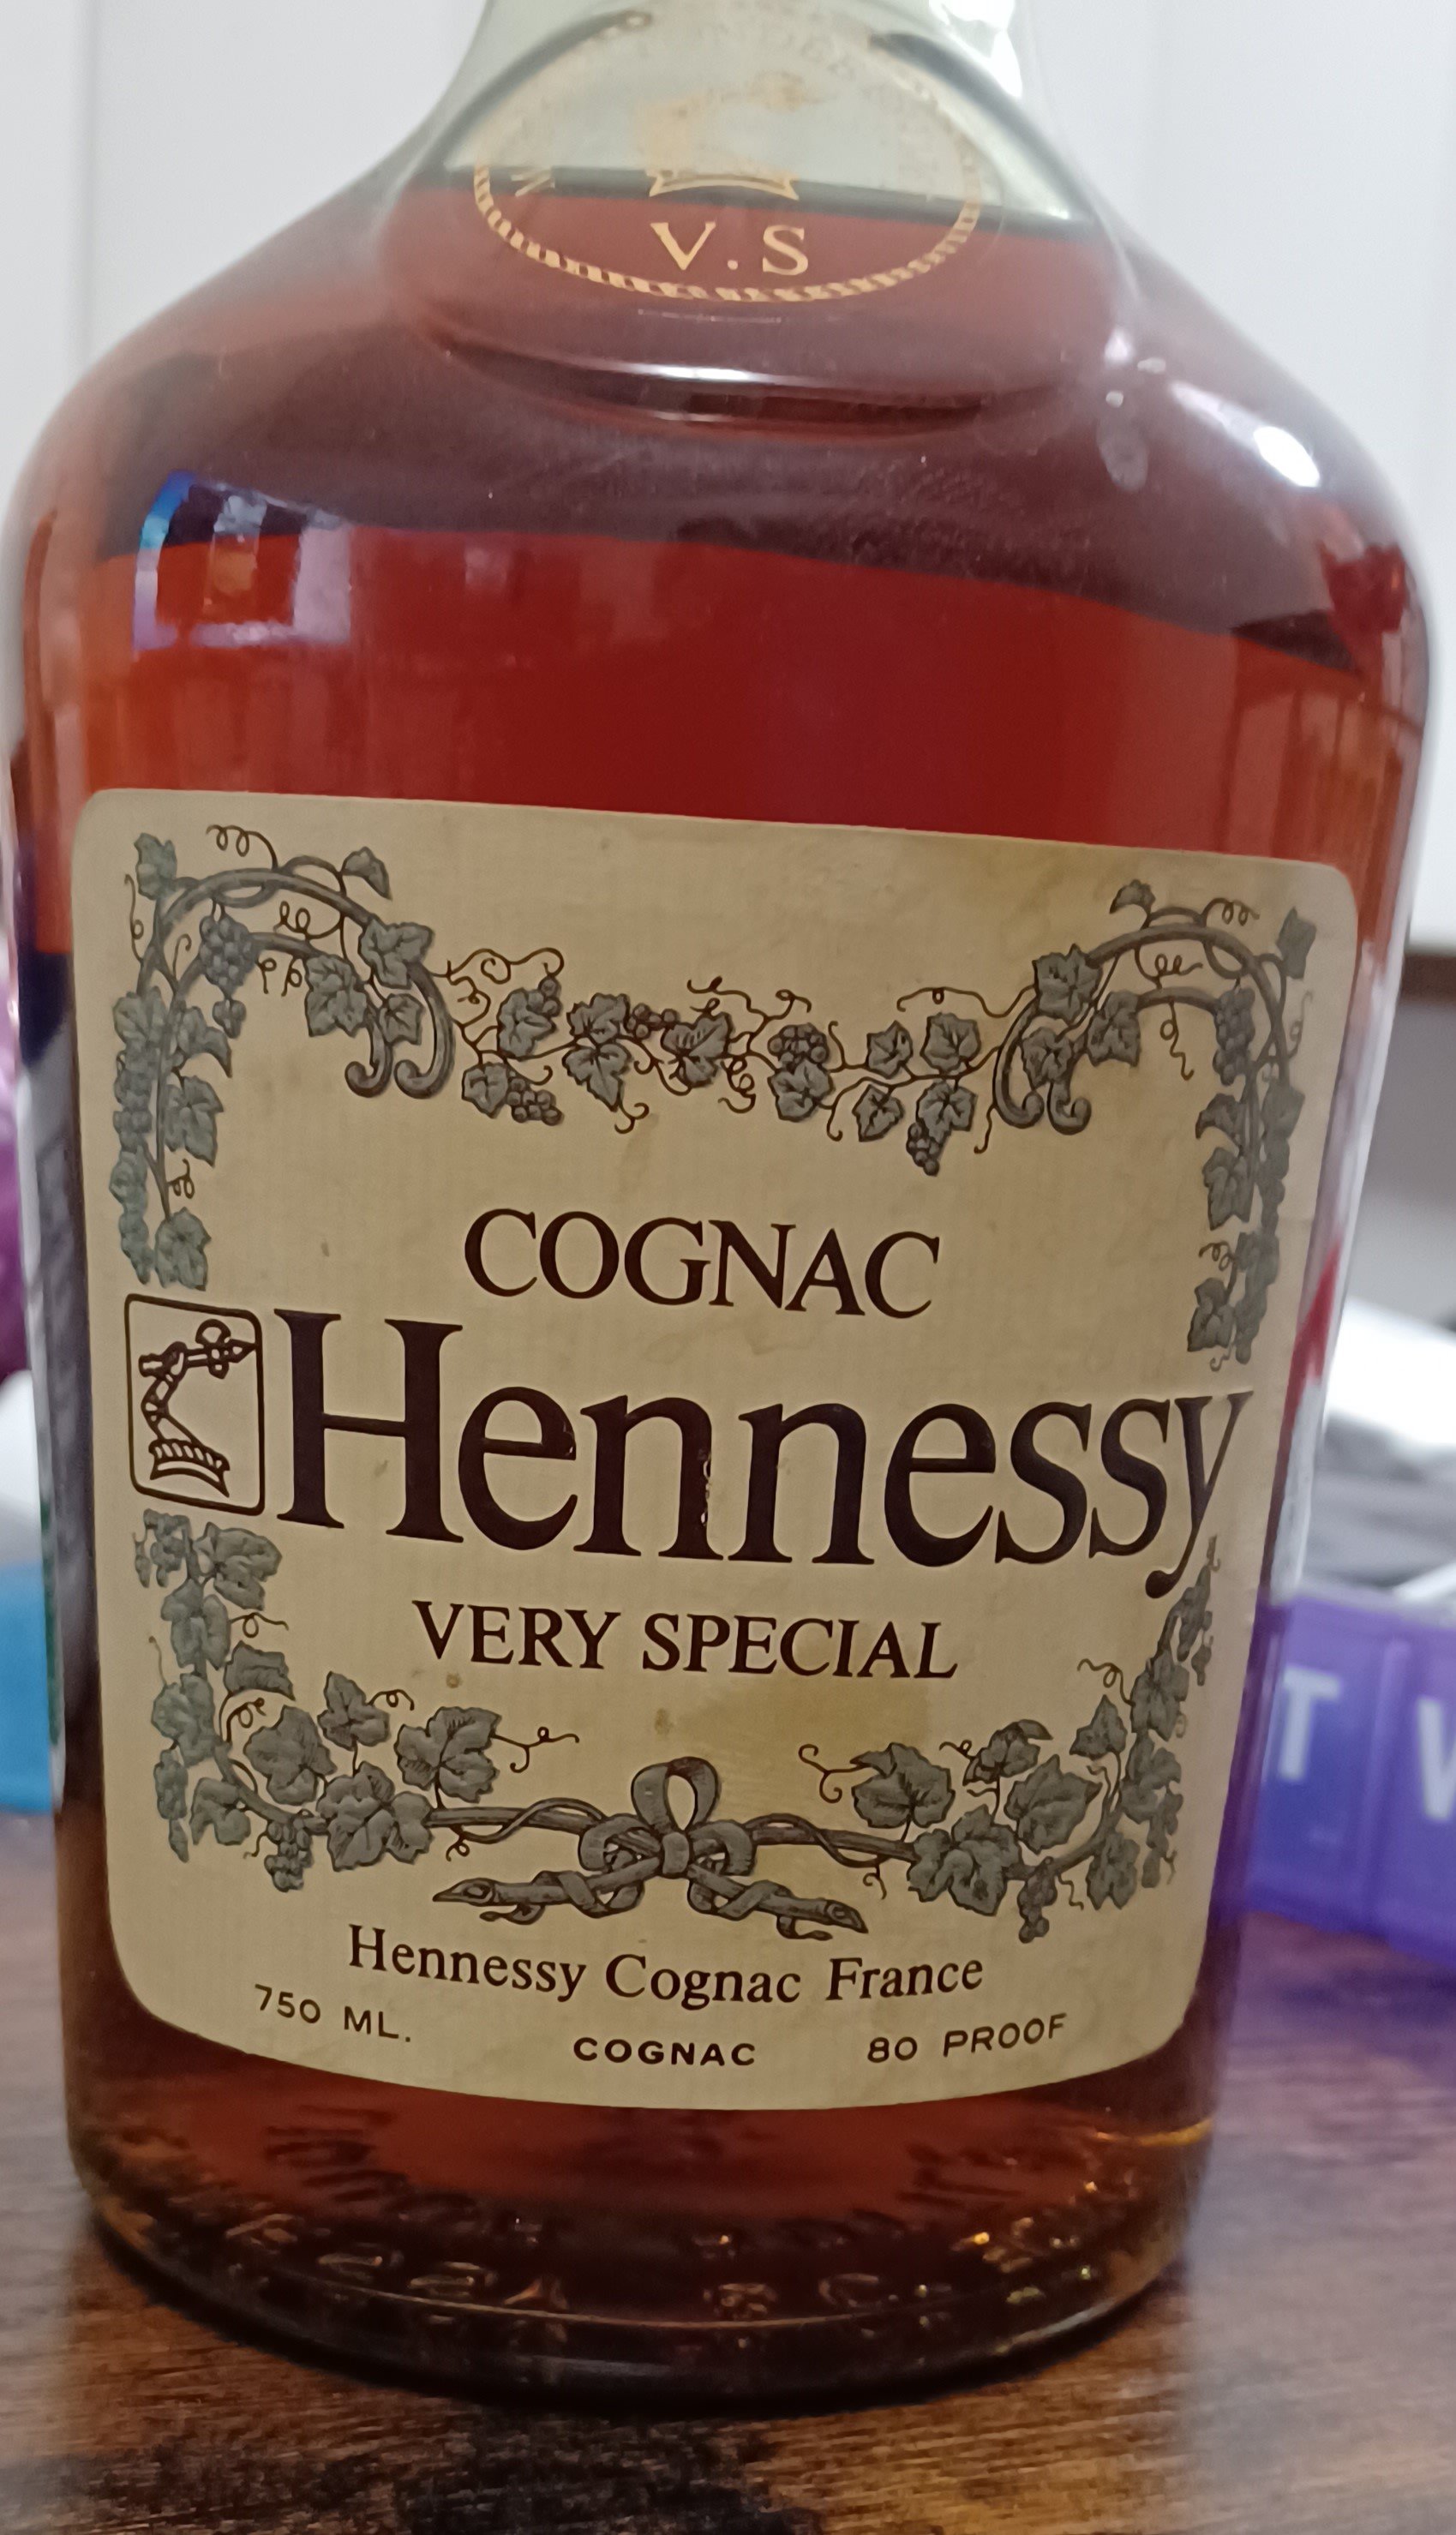 V.S
COGNAC
Hennessy
VERY SPECIAL
Hennessy Cognac France
750 ML. COGNAC 80 PROOF
T W